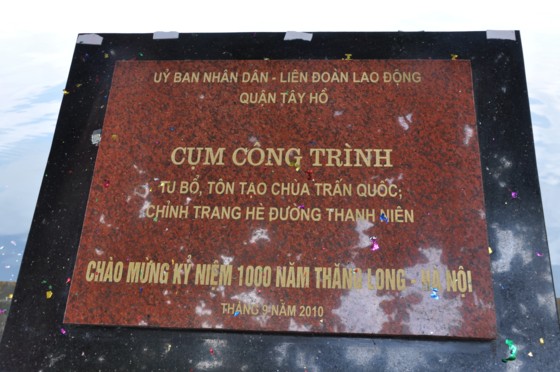 UỶ BAN NHÂN DÂN - LIÊN ĐOÀN LAO ĐỘNG
QUẬN TÂY HỒ
CỤM CÔNG TRÌNH
TU BỔ, TÔN TẠO CHÙA TRẤN QUỐC;
CHỈNH TRANG HÈ ĐƯỜNG THANH NIÊN
CHÀO MỪNG KỶ NIỆM 1000 NĂM THĂNG LONG - HÀ NỘI
THÁNG 9 NĂM 2010